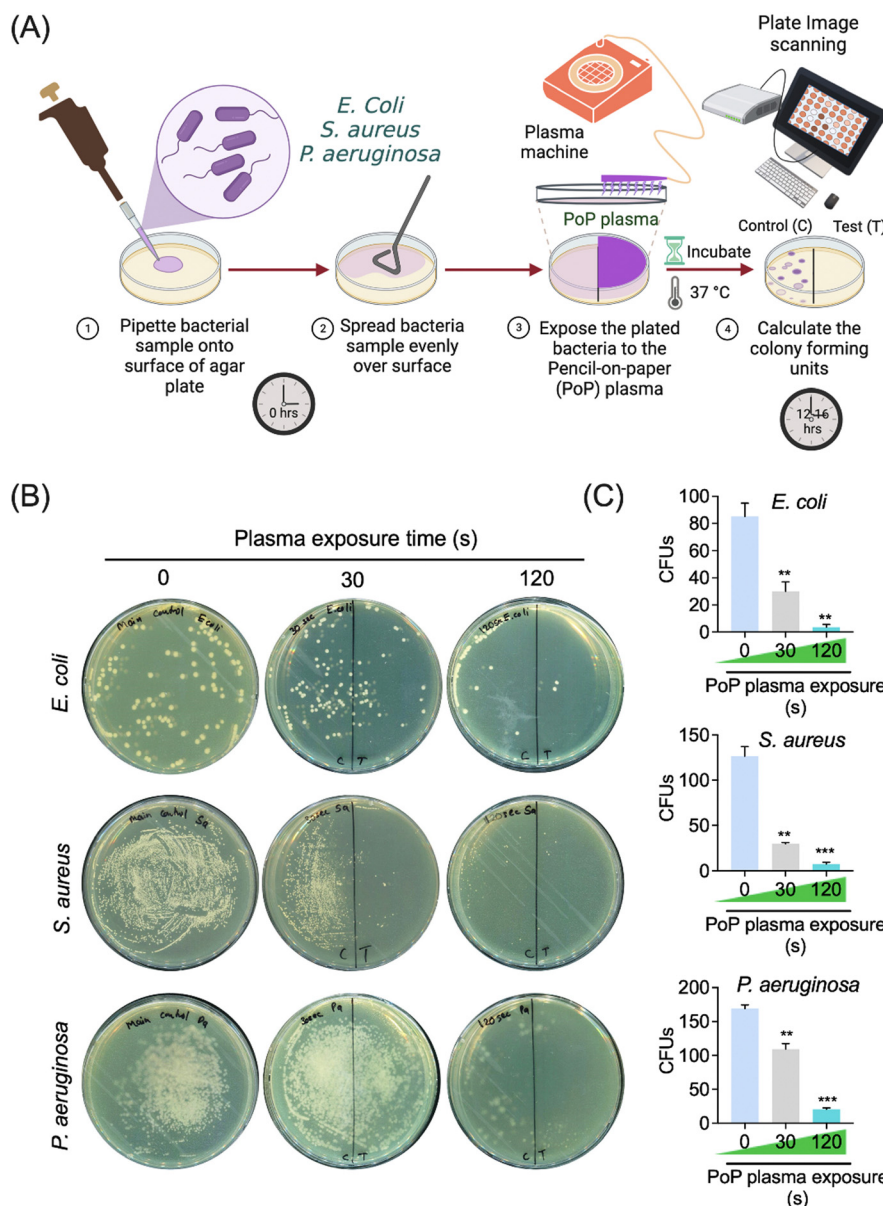 (A)
E. Coli
S. aureus
P. aeruginosa
Plasma
machine
Plate Image
scanning
PoP plasma
Incubate
37 °C
Control (C)
Test (T)
1
Pipette bacterial
sample onto
surface of agar
plate
0 hrs
2
Spread bacteria
sample evenly
over surface
3
Expose the plated
bacteria to the
Pencil-on-paper
(PoP) plasma
4
Calculate the
colony forming
units
12-16
hrs
(B)
Plasma exposure time (s)
0 30 120
E. coli
Main control E.coli
30 sec E.coli
C T
120sec E.coli
C T
S. aureus
main control Sa
30sec Sa
C T
120sec Sa
C T
P. aeruginosa
Main control Pa
30sec Pa
C T
120sec Pa
C T
(C)
E. coli
CFUs
100
80
60
40
20
0
**
**
0 30 120
PoP plasma exposure
(s)
S. aureus
CFUs
150
100
50
0
**
***
0 30 120
PoP plasma exposure
(s)
P. aeruginosa
CFUs
200
150
100
50
0
**
***
0 30 120
PoP plasma exposure
(s)